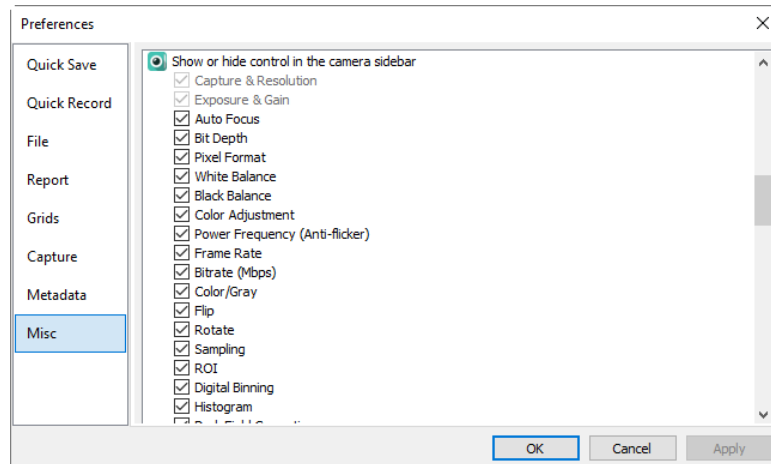 Preferences
Quick Save
Quick Record
File
Report
Grids
Capture
Metadata
Misc
Show or hide control in the camera sidebar
Capture & Resolution
Exposure & Gain
Auto Focus
Bit Depth
Pixel Format
White Balance
Black Balance
Color Adjustment
Power Frequency (Anti-flicker)
Frame Rate
Bitrate (Mbps)
Color/Gray
Flip
Rotate
Sampling
ROI
Digital Binning
Histogram
OK
Cancel
Apply